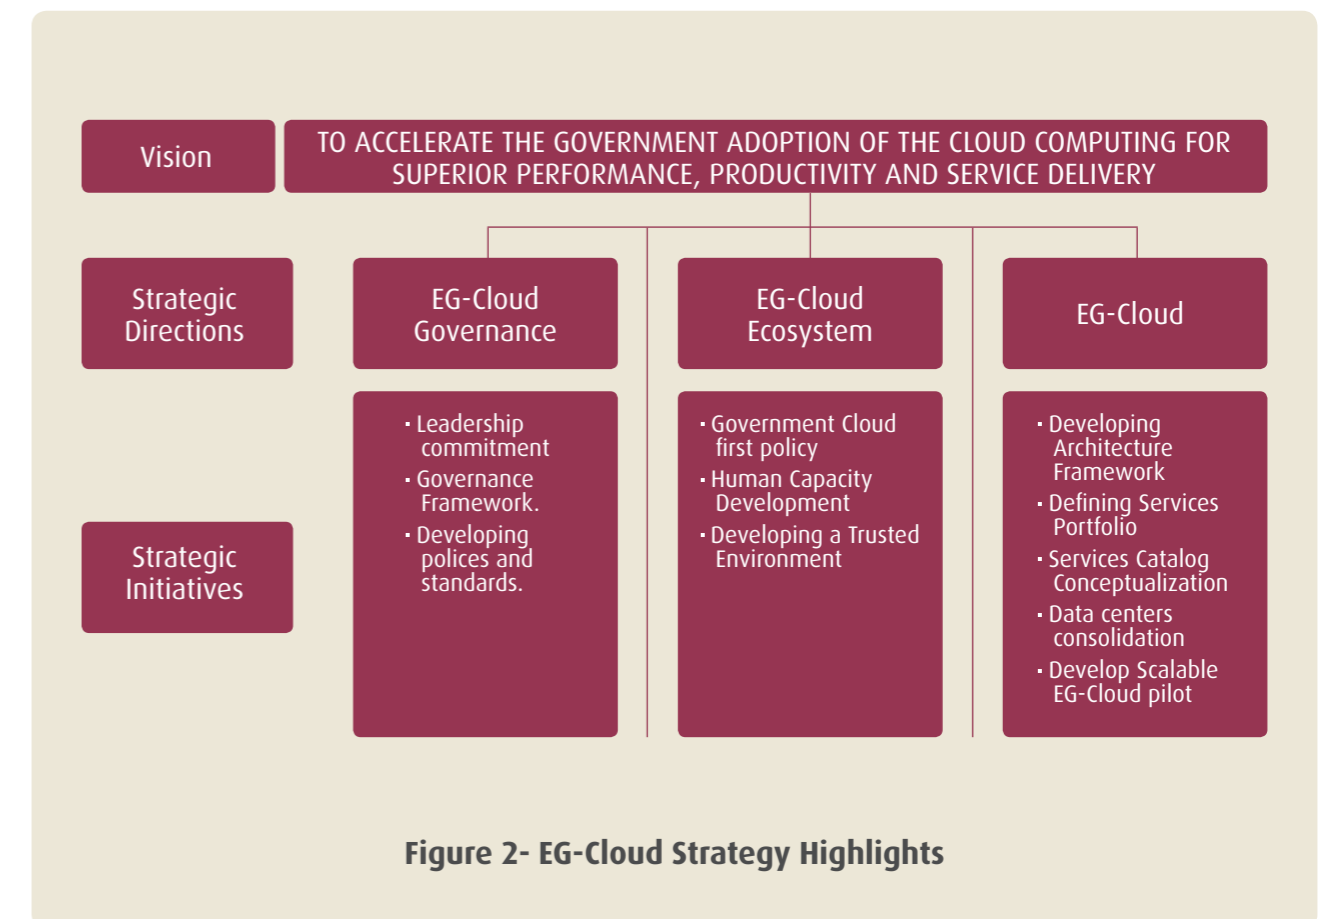 Vision
TO ACCELERATE THE GOVERNMENT ADOPTION OF THE CLOUD COMPUTING FOR
SUPERIOR PERFORMANCE, PRODUCTIVITY AND SERVICE DELIVERY
Strategic
Directions
EG-Cloud
Governance
EG-Cloud
Ecosystem
EG-Cloud
Strategic
Initiatives
· Leadership
commitment
· Governance
Framework.
· Developing
polices and
standards.
· Government Cloud
first policy
· Human Capacity
Development
· Developing a Trusted
Environment
· Developing
Architecture
Framework
· Defining Services
Portfolio
· Services Catalog
Conceptualization
· Data centers
consolidation
· Develop Scalable
EG-Cloud pilot
Figure 2- EG-Cloud Strategy Highlights